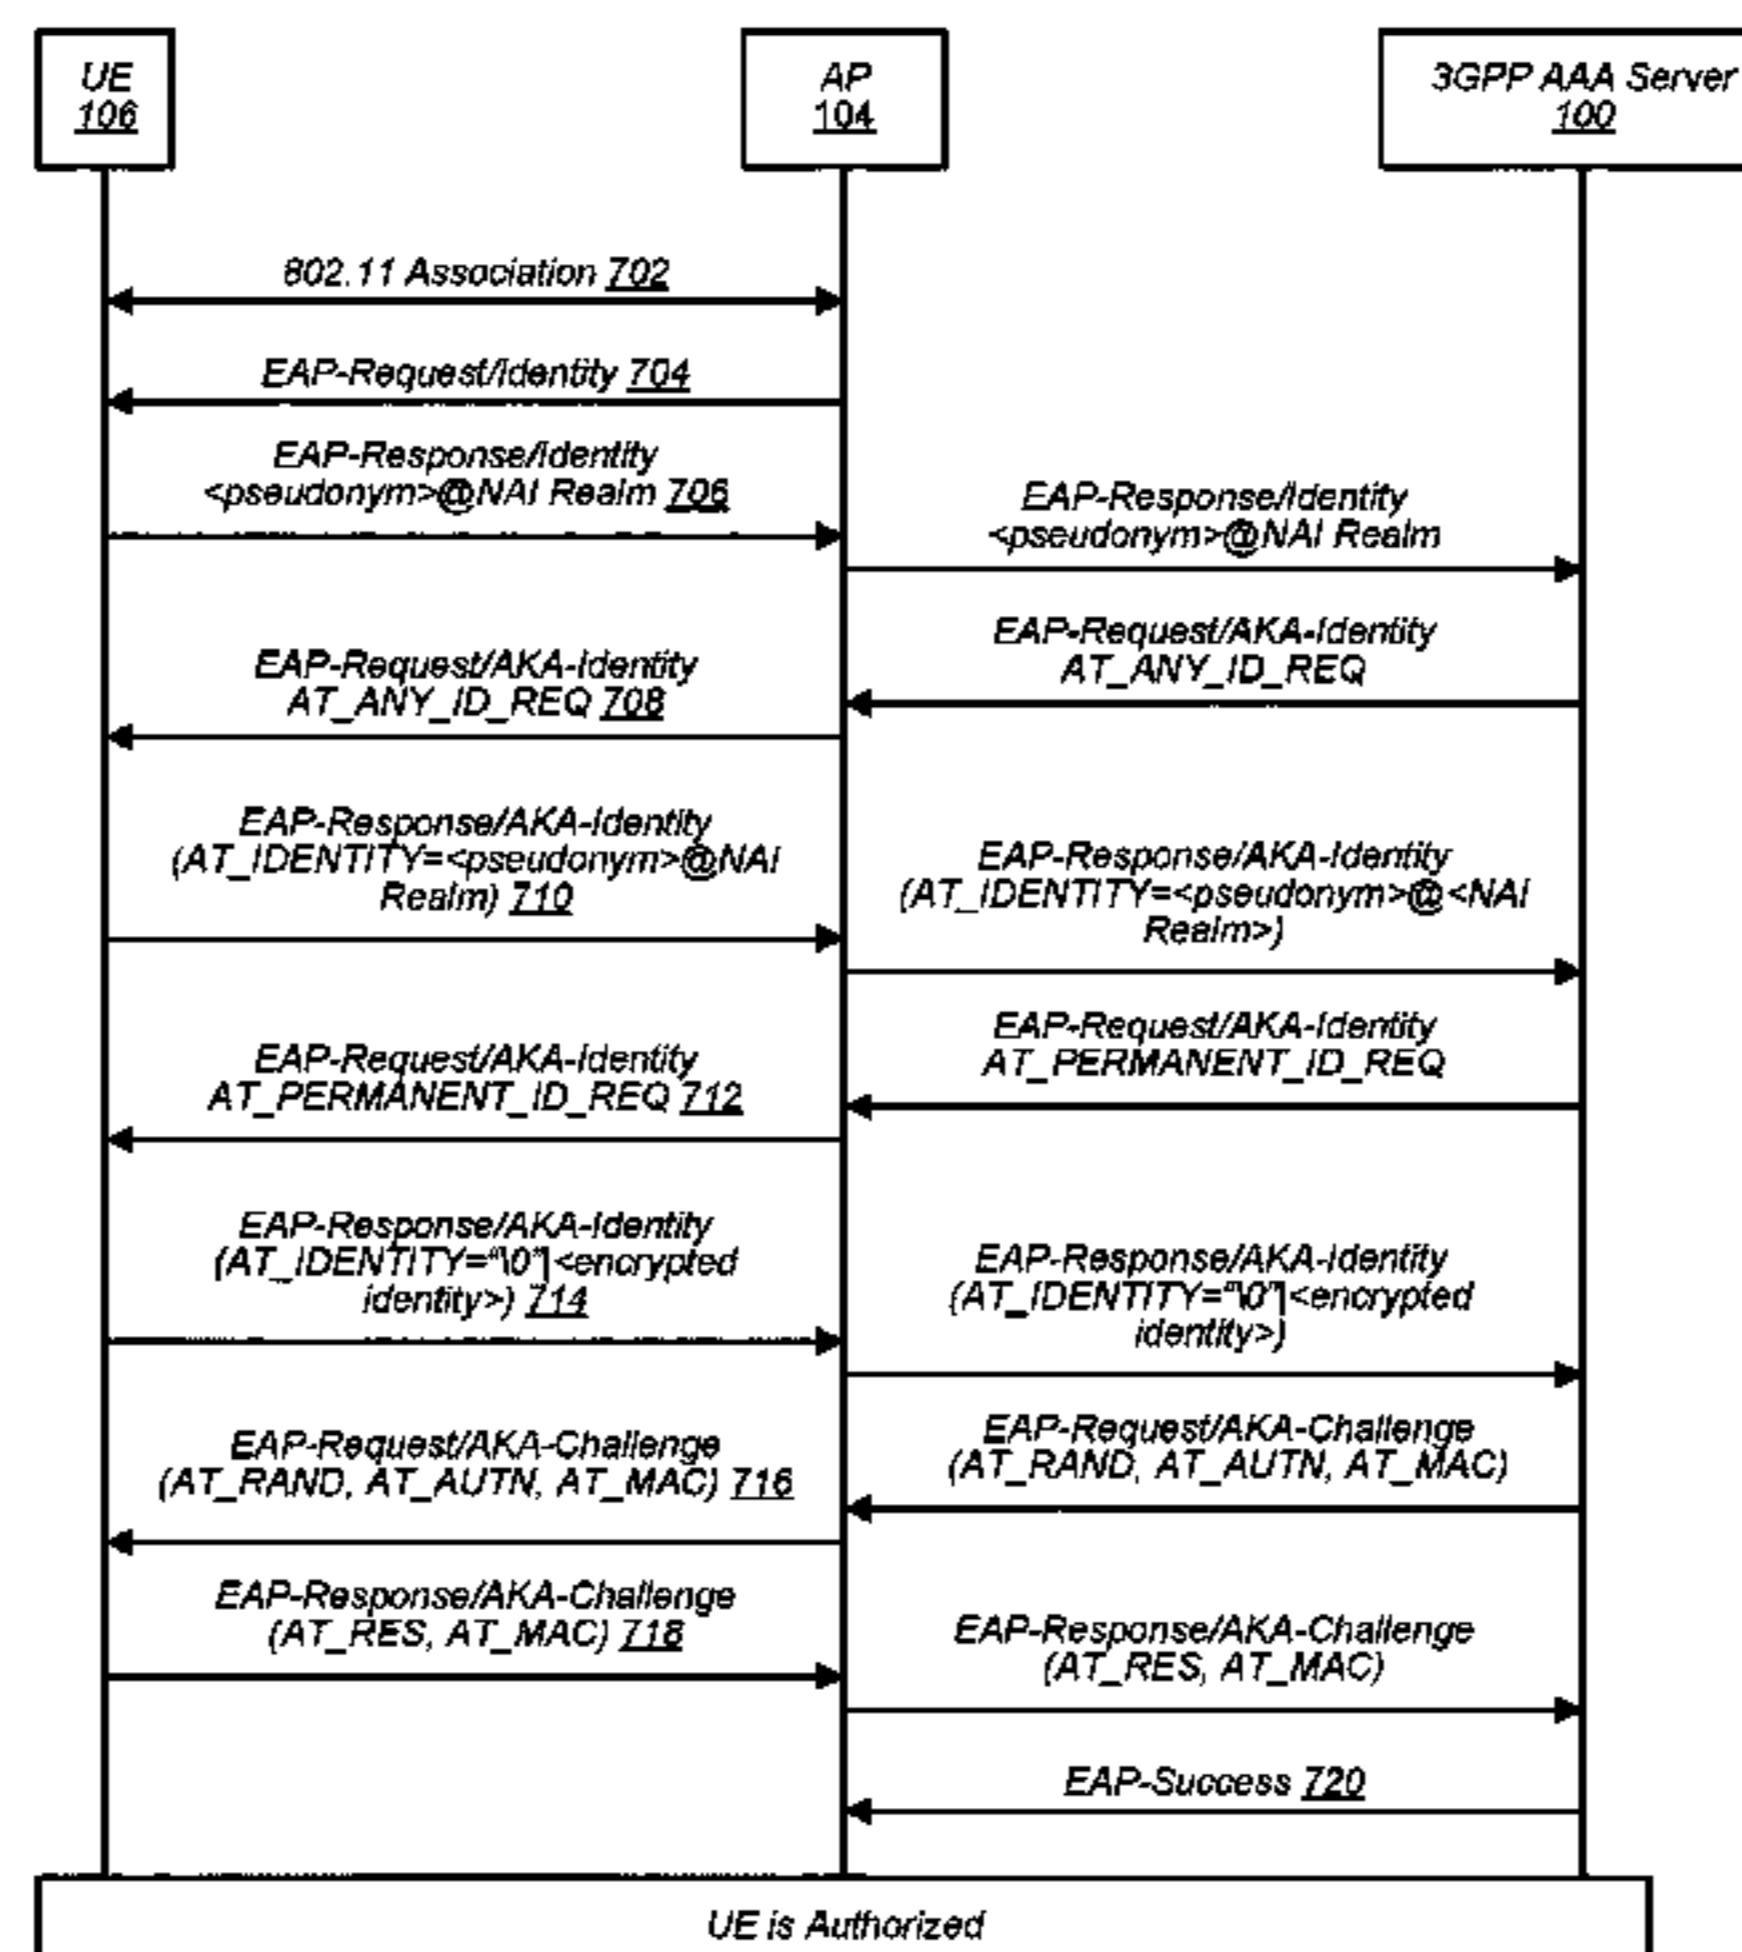 UE
106
AP
104
3GPP AAA Server
100
802.11 Association 702
EAP-Request/Identity 704
EAP-Response/Identity
<pseudonym>@NAI Realm 706
EAP-Response/Identity
<pseudonym>@NAI Realm
EAP-Request/AKA-Identity
AT_ANY_ID_REQ
EAP-Request/AKA-Identity
AT_ANY_ID_REQ 708
EAP-Response/AKA-Identity
(AT_IDENTITY=<pseudonym>@NAI
Realm) 710
EAP-Response/AKA-Identity
(AT_IDENTITY=<pseudonym>@<NAI
Realm>)
EAP-Request/AKA-Identity
AT_PERMANENT_ID_REQ
EAP-Request/AKA-Identity
AT_PERMANENT_ID_REQ 712
EAP-Response/AKA-Identity
(AT_IDENTITY="\0"|<encrypted
identity>) 714
EAP-Response/AKA-Identity
(AT_IDENTITY="\0"|<encrypted
identity>)
EAP-Request/AKA-Challenge
(AT_RAND, AT_AUTN, AT_MAC)
EAP-Request/AKA-Challenge
(AT_RAND, AT_AUTN, AT_MAC) 716
EAP-Response/AKA-Challenge
(AT_RES, AT_MAC) 718
EAP-Response/AKA-Challenge
(AT_RES, AT_MAC)
EAP-Success 720
UE is Authorized